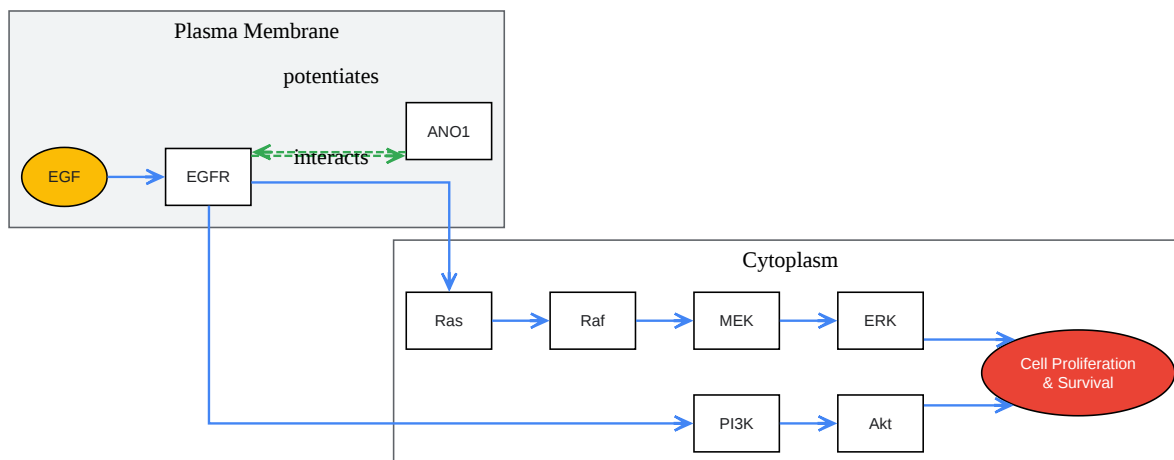 Plasma Membrane
potentiates
ANO1
interacts
EGF
EGFR
Cytoplasm
Ras
Raf
MEK
ERK
Cell Proliferation
& Survival
PI3K
Akt